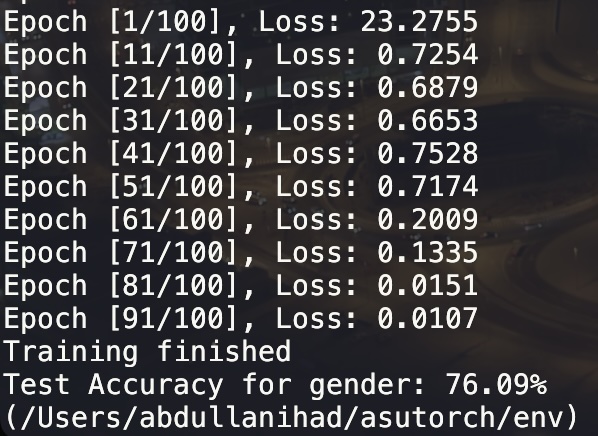 Epoch [1/100], Loss: 23.2755
Epoch [11/100], Loss: 0.7254
Epoch [21/100], Loss: 0.6879
Epoch [31/100], Loss: 0.6653
Epoch [41/100], Loss: 0.7528
Epoch [51/100], Loss: 0.7174
Epoch [61/100], Loss: 0.2009
Epoch [71/100], Loss: 0.1335
Epoch [81/100], Loss: 0.0151
Epoch [91/100], Loss: 0.0107
Training finished
Test Accuracy for gender: 76.09%
(/Users/abdullanihad/asutorch/env)